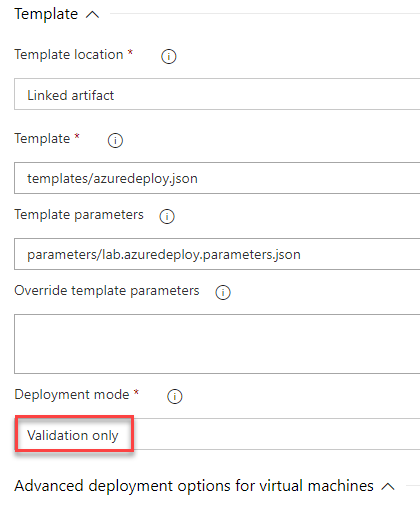 Template
Template location *
Linked artifact
Template *
templates/azuredeploy.json
Template parameters
parameters/lab.azuredeploy.parameters.json
Override template parameters
Deployment mode *
Validation only
Advanced deployment options for virtual machines